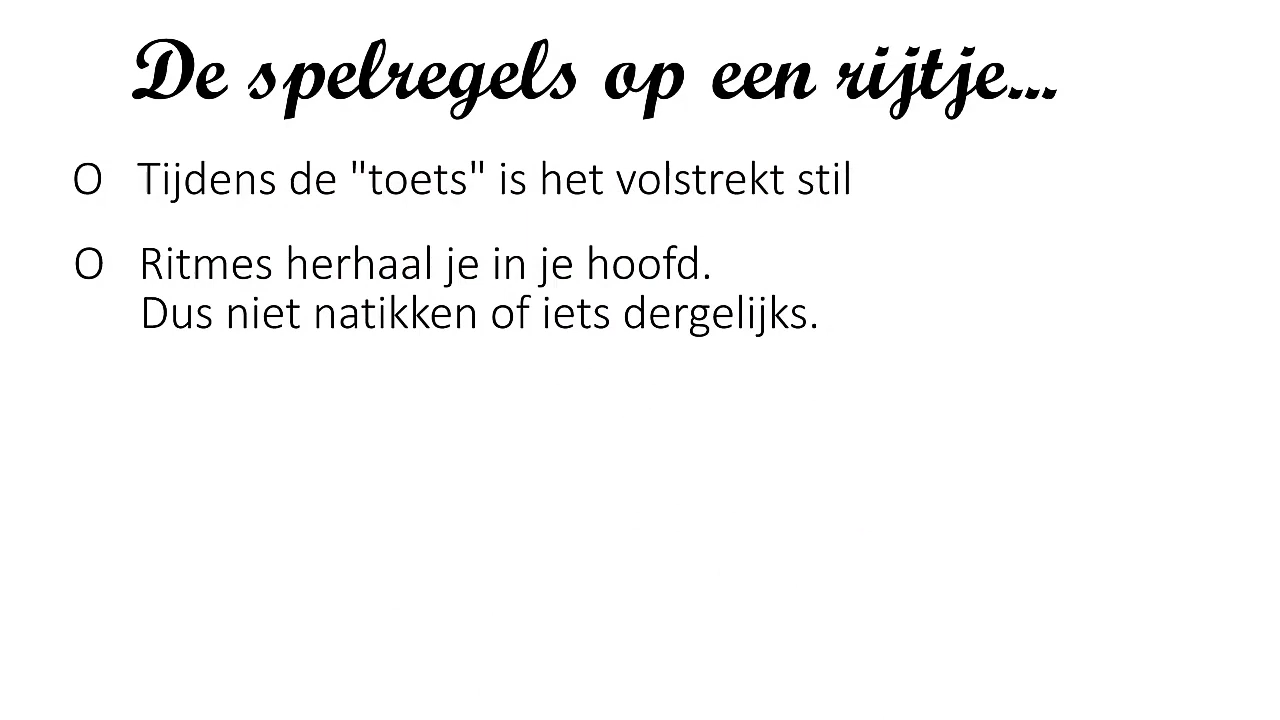 De spelregels op een rijtje...
O Tijdens de "toets" is het volstrekt stil
O Ritmes herhaal je in je hoofd.
Dus niet natikken of iets dergelijks.